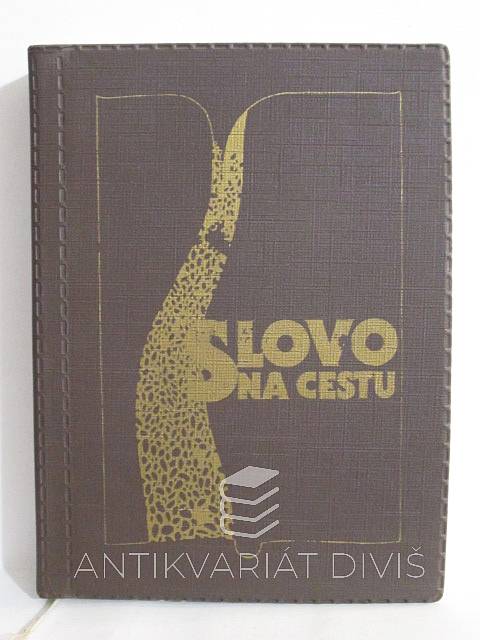 SLOVO
NA CESTU
ANTIKVARIÁT DIVIŠ